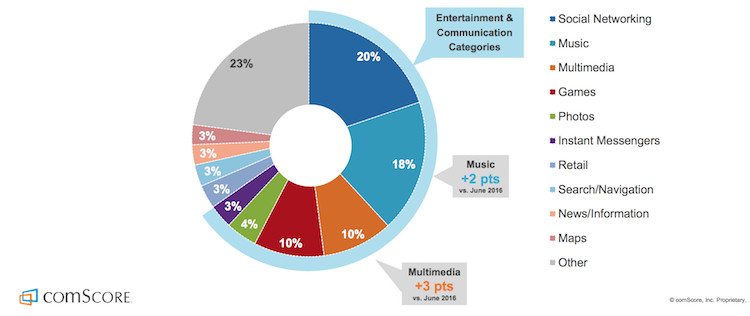 Entertainment &
Communication
Categories
20%
18%
10%
10%
4%
3%
3%
3%
3%
3%
23%
Music
+2 pts
vs. June 2016
Multimedia
+3 pts
vs. June 2016
Social Networking
Music
Multimedia
Games
Photos
Instant Messengers
Retail
Search/Navigation
News/Information
Maps
Other
comScore
© comScore, Inc. Proprietary.